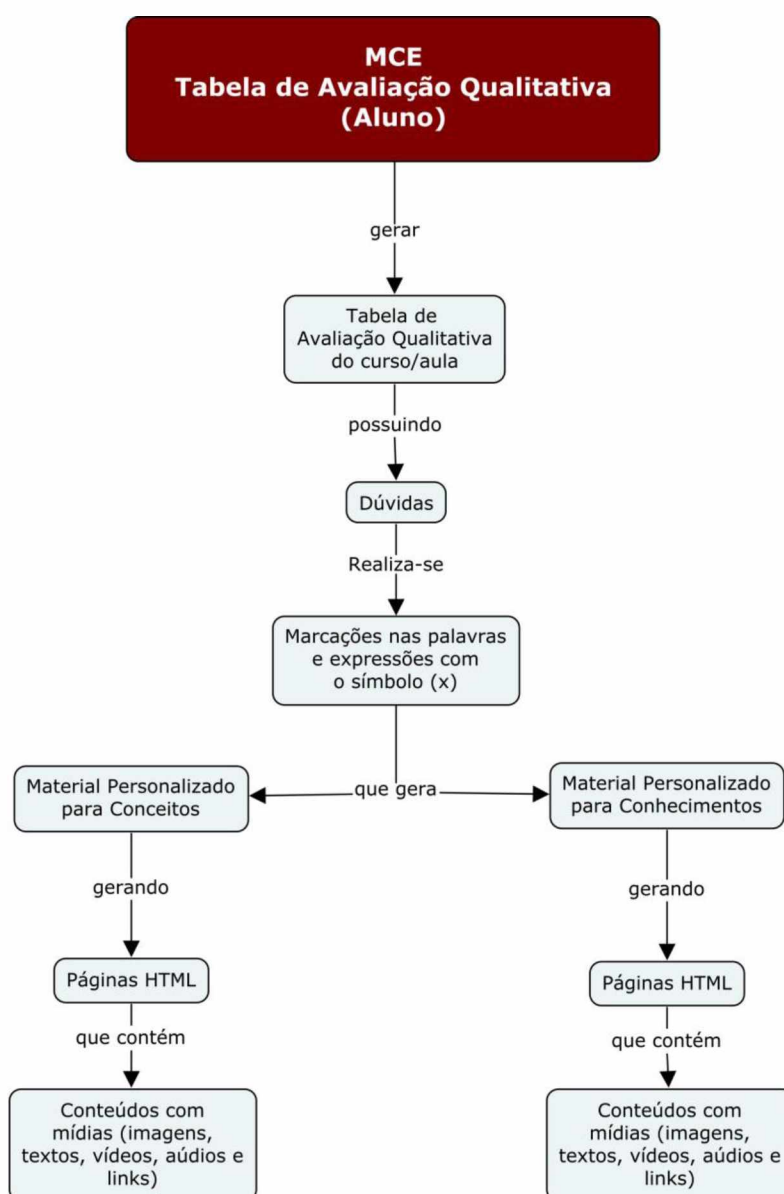 MCE
Tabela de Avaliação Qualitativa
(Aluno)
gerar
Tabela de
Avaliação Qualitativa
do curso/aula
possuindo
Dúvidas
Realiza-se
Marcações nas palavras
e expressões com
o símbolo (x)
que gera
Material Personalizado
para Conceitos
gerando
Páginas HTML
que contém
Conteúdos com
mídias (imagens,
textos, vídeos, aúdios e
links)
Material Personalizado
para Conhecimentos
gerando
Páginas HTML
que contém
Conteúdos com
mídias (imagens,
textos, vídeos, aúdios e
links)